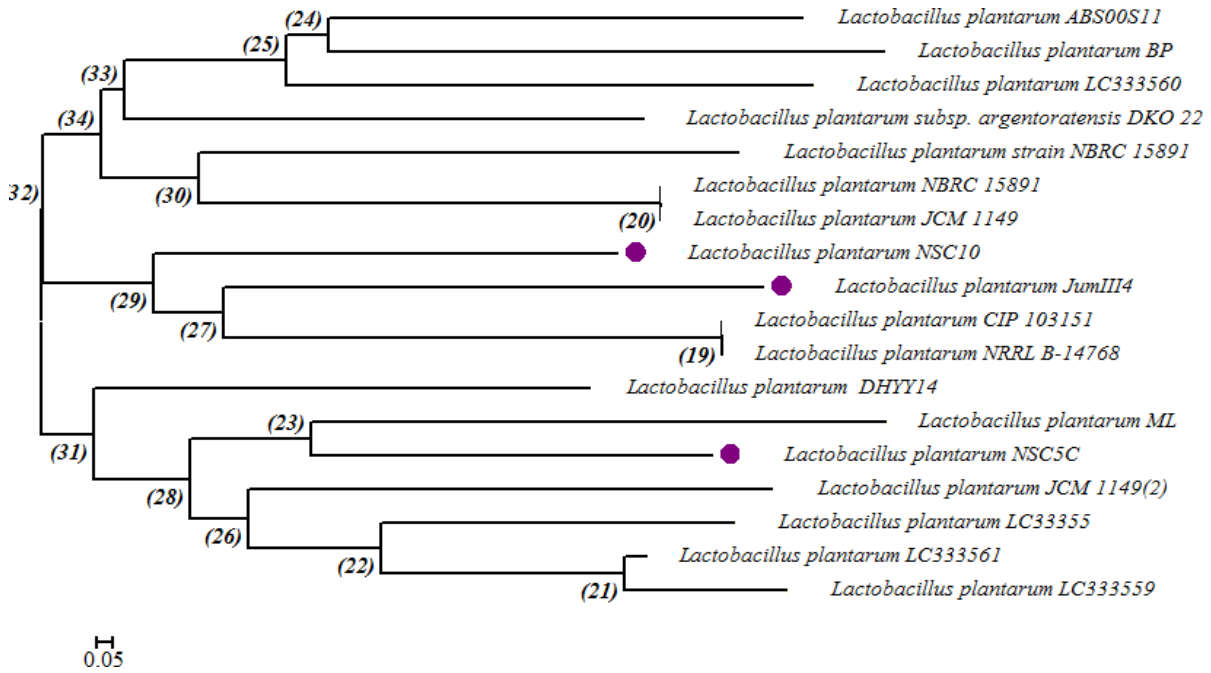 (24)
Lactobacillus plantarum ABS00S11
(25)
Lactobacillus plantarum BP
(33)
Lactobacillus plantarum LC333560
(34)
Lactobacillus plantarum subsp. argentoratensis DKO 22
Lactobacillus plantarum strain NBRC 15891
32)
(30)
Lactobacillus plantarum NBRC 15891
(20)
Lactobacillus plantarum JCM 1149
Lactobacillus plantarum NSC10
(29)
Lactobacillus plantarum JumIII4
(27)
Lactobacillus plantarum CIP 103151
(19)
Lactobacillus plantarum NRRL B-14768
Lactobacillus plantarum DHYY14
(23)
Lactobacillus plantarum ML
(31)
Lactobacillus plantarum NSC5C
(28)
Lactobacillus plantarum JCM 1149(2)
(26)
Lactobacillus plantarum LC33355
(22)
Lactobacillus plantarum LC333561
(21)
Lactobacillus plantarum LC333559
0.05